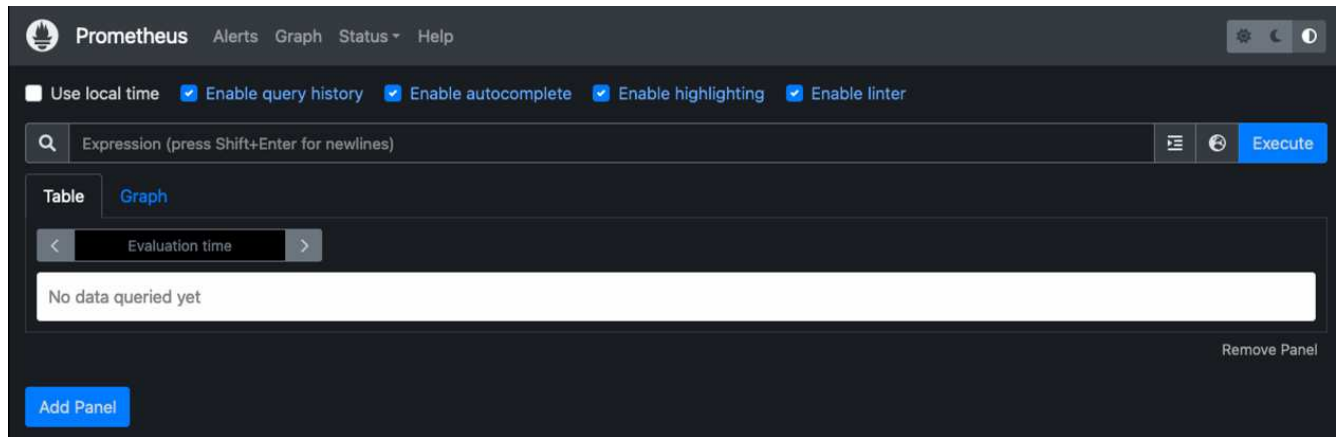 Prometheus Alerts Graph Status Help
Use local time Enable query history Enable autocomplete Enable highlighting Enable linter
Expression (press Shift+Enter for newlines) Execute
Table Graph
Evaluation time
No data queried yet
Remove Panel
Add Panel